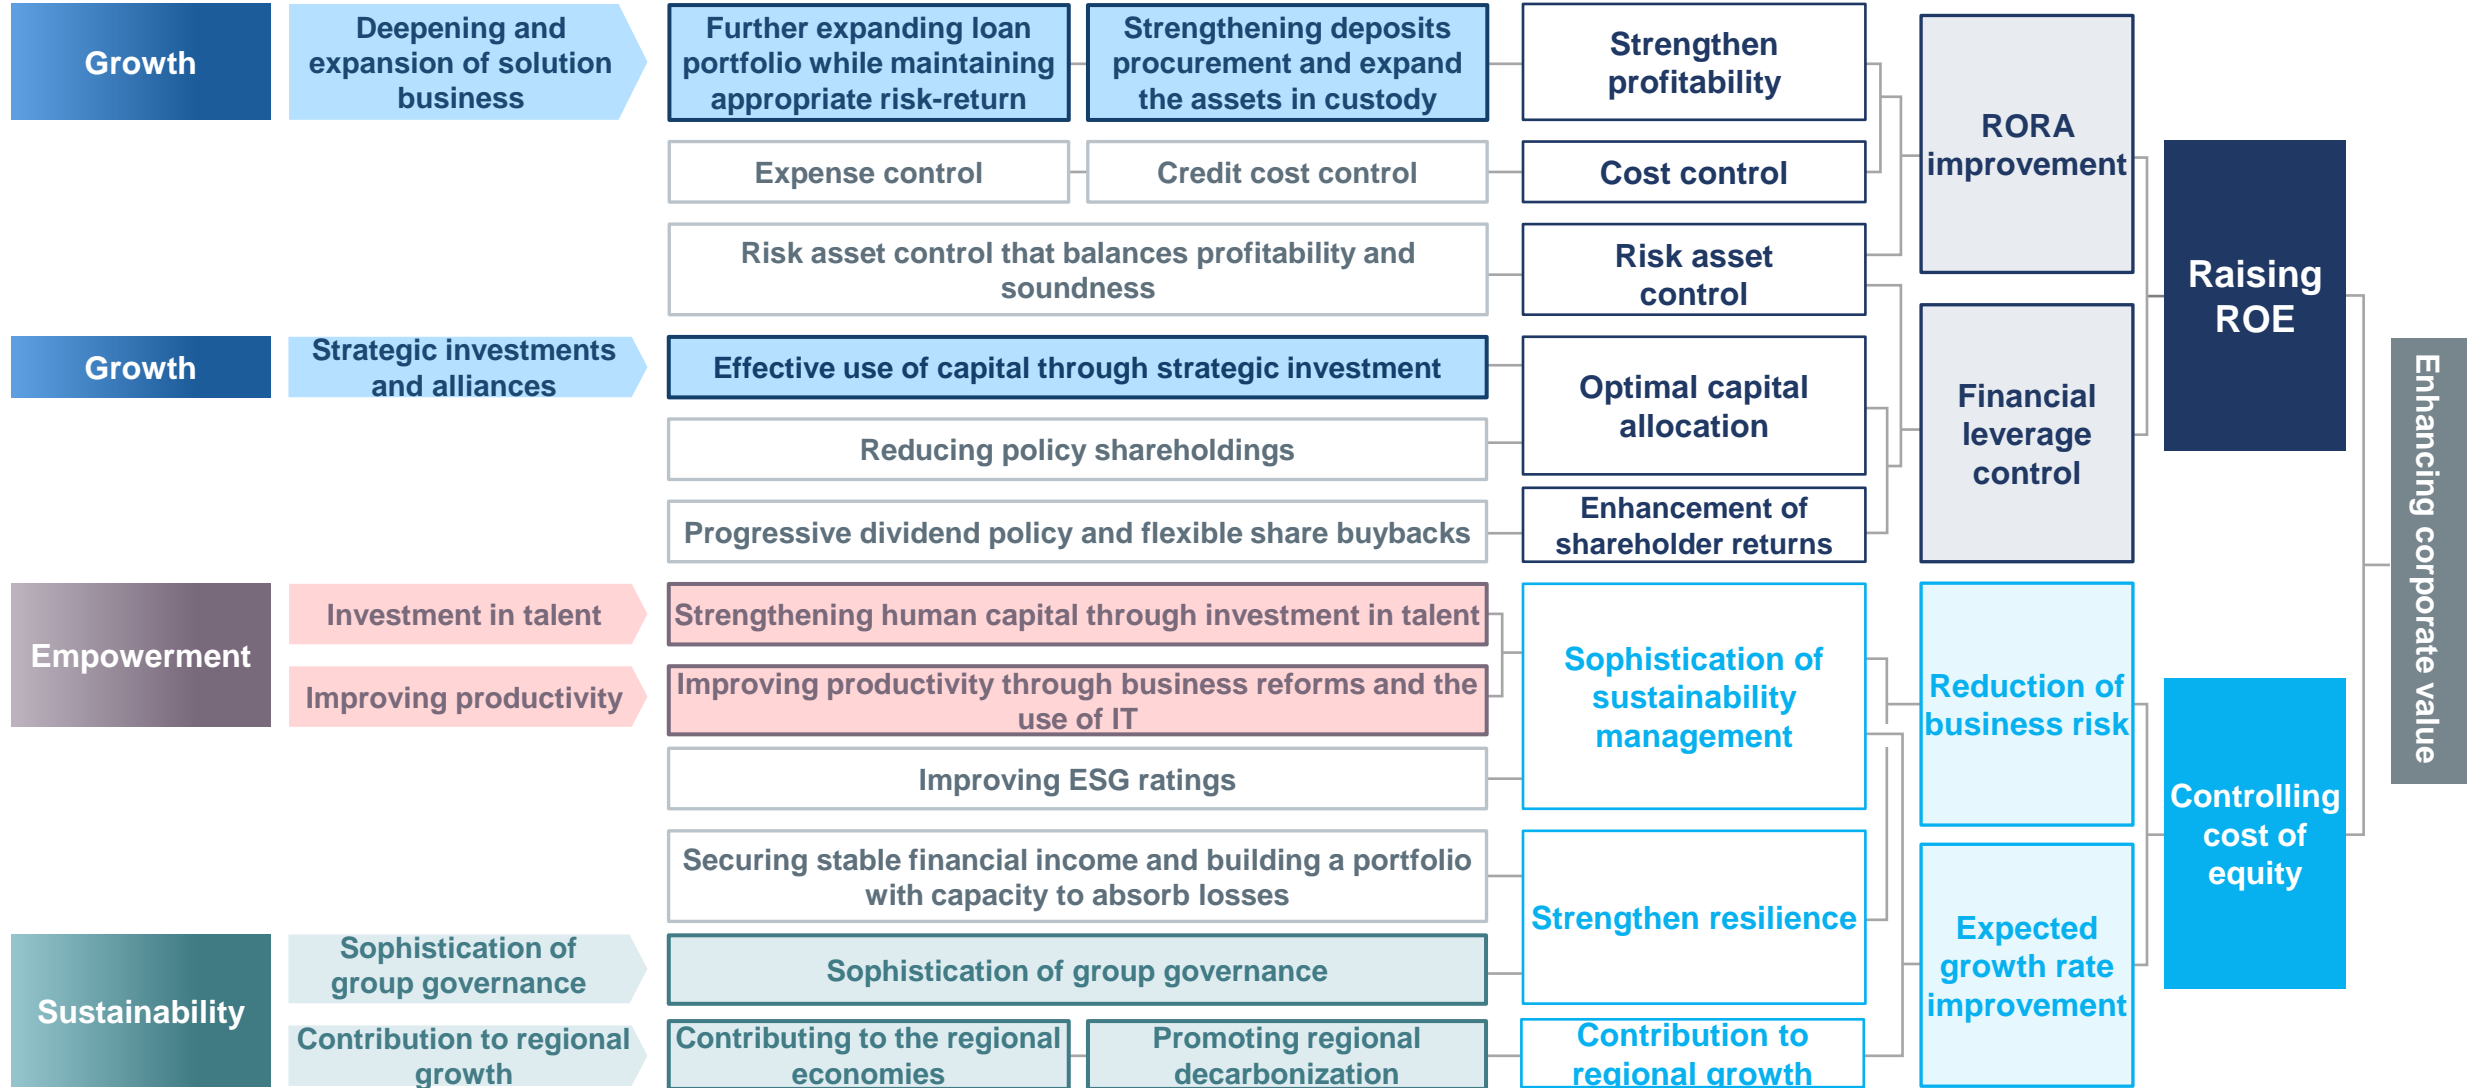 Growth
Deepening and
expansion of solution
business
Further expanding loan
portfolio while maintaining
appropriate risk-return
Strengthening deposits
procurement and expand
the assets in custody
Strengthen
profitability
Expense control
Credit cost control
Cost control
RORA
improvement
Risk asset control that balances profitability and
soundness
Risk asset
control
Raising
ROE
Growth
Strategic investments
and alliances
Effective use of capital through strategic investment
Optimal capital
allocation
Reducing policy shareholdings
Financial
leverage
control
Progressive dividend policy and flexible share buybacks
Enhancement of
shareholder returns
Enhancing corporate value
Empowerment
Investment in talent
Strengthening human capital through investment in talent
Improving productivity
Improving productivity through business reforms and the
use of IT
Sophistication of
sustainability
management
Reduction of
business risk
Improving ESG ratings
Controlling
cost of
equity
Securing stable financial income and building a portfolio
with capacity to absorb losses
Strengthen resilience
Expected
growth rate
improvement
Sustainability
Sophistication of
group governance
Sophistication of group governance
Contribution to regional
growth
Contributing to the regional
economies
Promoting regional
decarbonization
Contribution to
regional growth